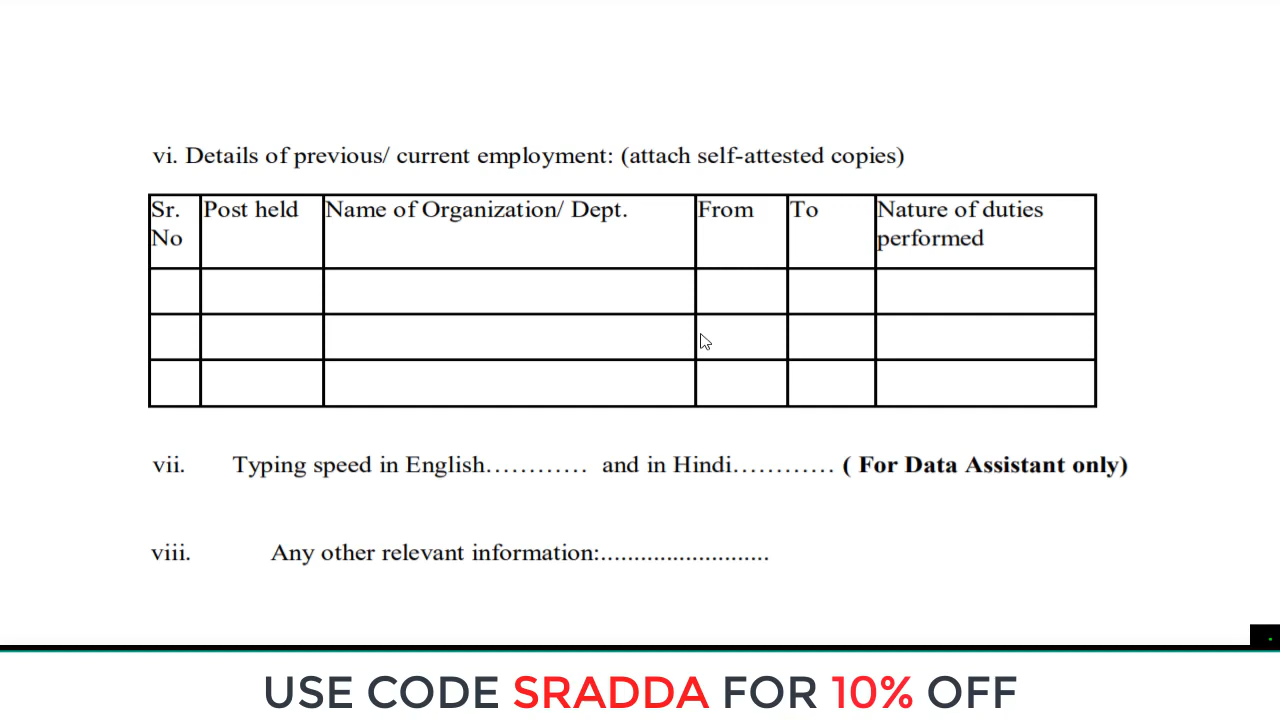 vi. Details of previous/ current employment: (attach self-attested copies)
Sr. No Post held Name of Organization/ Dept. From To Nature of duties performed
vii. Typing speed in English............ and in Hindi............ ( For Data Assistant only)
viii. Any other relevant information:.........................
USE CODE SRADDA FOR 10% OFF